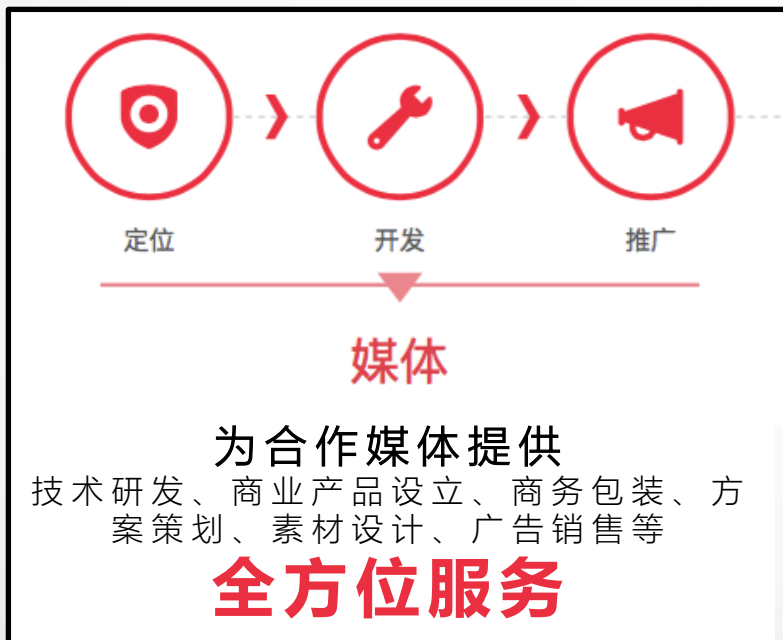 定位 开发 推广
媒体
为合作媒体提供
技术研发、商业产品设立、商务包装、方
案策划、素材设计、广告销售等
全方位服务